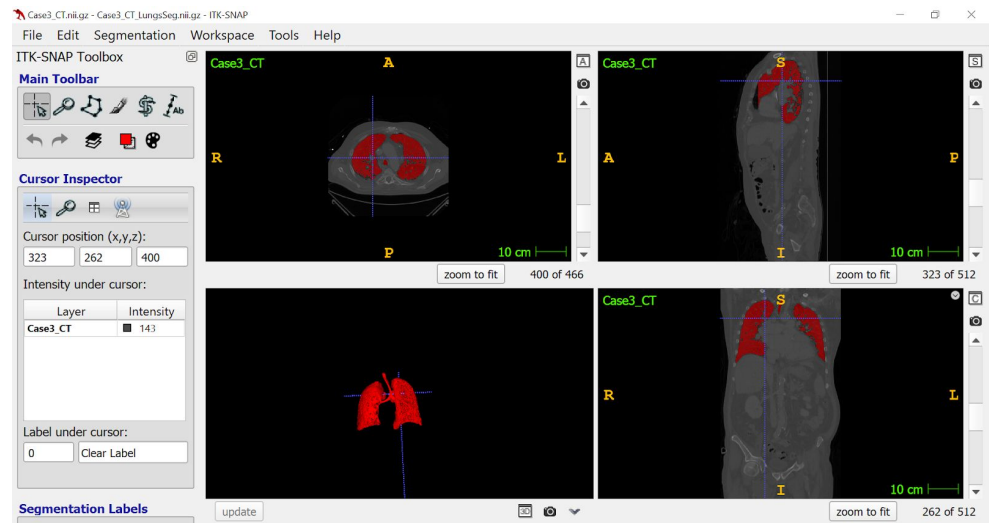 Case3_CT.nii.gz - Case3_CT_LungsSeg.nii.gz - ITK-SNAP
File Edit Segmentation Workspace Tools Help
ITK-SNAP Toolbox
Main Toolbar
Ab
Cursor Inspector
Cursor position (x,y,z):
323 262 400
Intensity under cursor:
Layer Intensity
Case3_CT 143
Label under cursor:
0 Clear Label
Segmentation Labels
Case3_CT
A
A
R
L
P
10 cm
zoom to fit 400 of 466
Case3_CT
S
S
A
P
I
10 cm
zoom to fit 323 of 512
update
3D
Case3_CT
S
C
R
L
I
10 cm
zoom to fit 262 of 512